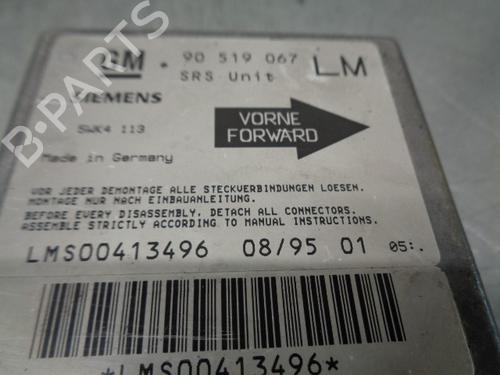 GM 90 519 067 LM
SRS Unit
SIEMENS
5WK4 113
VORNE
FORWARD
Made in Germany
VOR JEDER DEMONTAGE ALLE STECKVERBINDUNGEN LOESEN.
MONTAGE NUR NACH EINBAUANLEITUNG.
BEFORE EVERY DISASSEMBLY, DETACH ALL CONNECTORS.
ASSEMBLE STRICTLY ACCORDING TO MANUAL INSTRUCTIONS.
LMS00413496 08/95 01 05:.
*LMS00413496*
B-PARTS